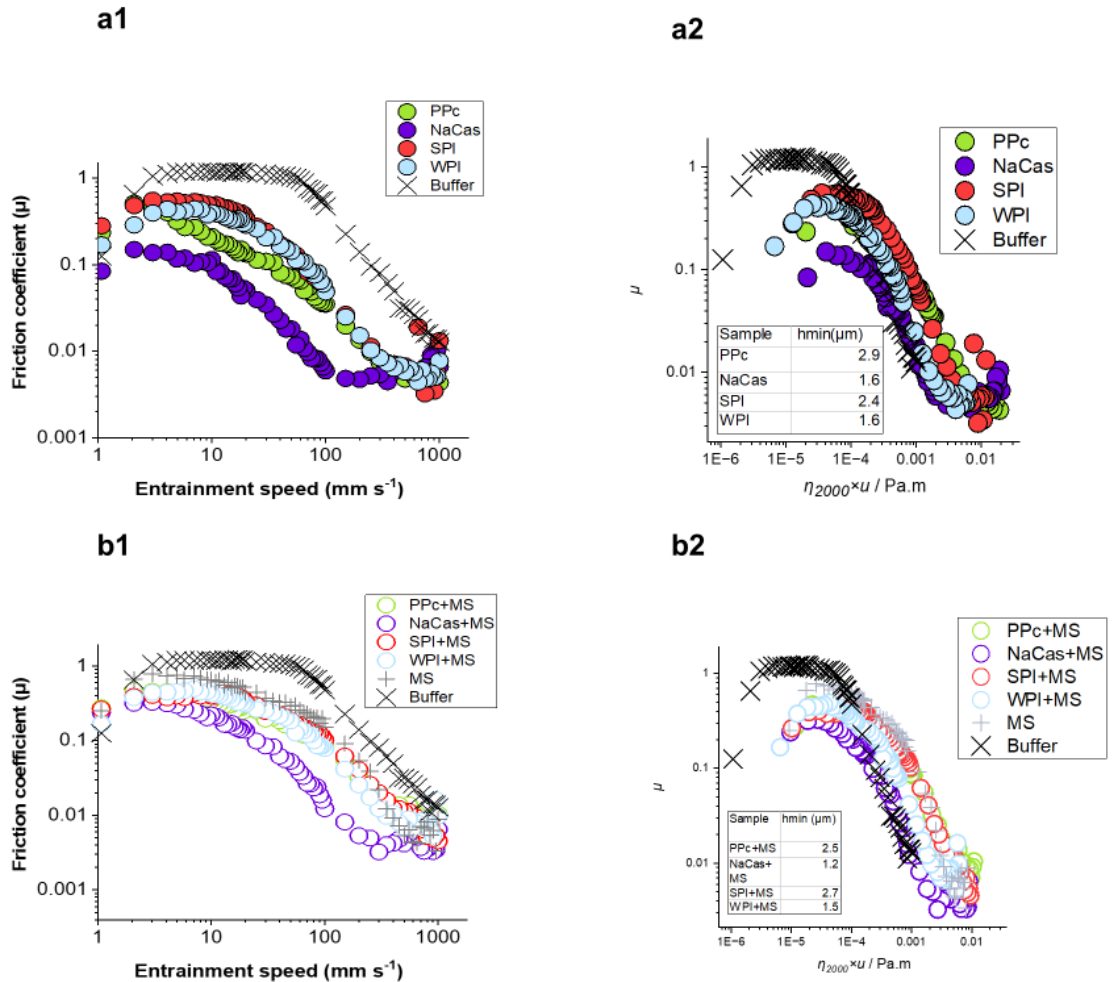 a1
a2
PPc
NaCas
SPI
WPI
Buffer
Friction coefficient (μ)
1
0.1
0.01
0.001
1
10
100
1000
Entrainment speed (mm s⁻¹)
PPc
NaCas
SPI
WPI
Buffer
μ
1
0.1
0.01
Sample hmin(μm)
PPc 2.9
NaCas 1.6
SPI 2.4
WPI 1.6
1E−6
1E−5
1E−4
0.001
0.01
η2000×u / Pa.m
b1
b2
PPc+MS
NaCas+MS
SPI+MS
WPI+MS
MS
Buffer
Friction coefficient (μ)
1
0.1
0.01
0.001
1
10
100
1000
Entrainment speed (mm s⁻¹)
PPc+MS
NaCas+MS
SPI+MS
WPI+MS
MS
Buffer
μ
1
0.1
0.01
Sample hmin (μm)
PPc+MS 2.5
NaCas+ 1.2
MS
SPI+MS 2.7
WPI+MS 1.5
1E−6
1E−5
1E−4
0.001
0.01
η2000×u / Pa.m